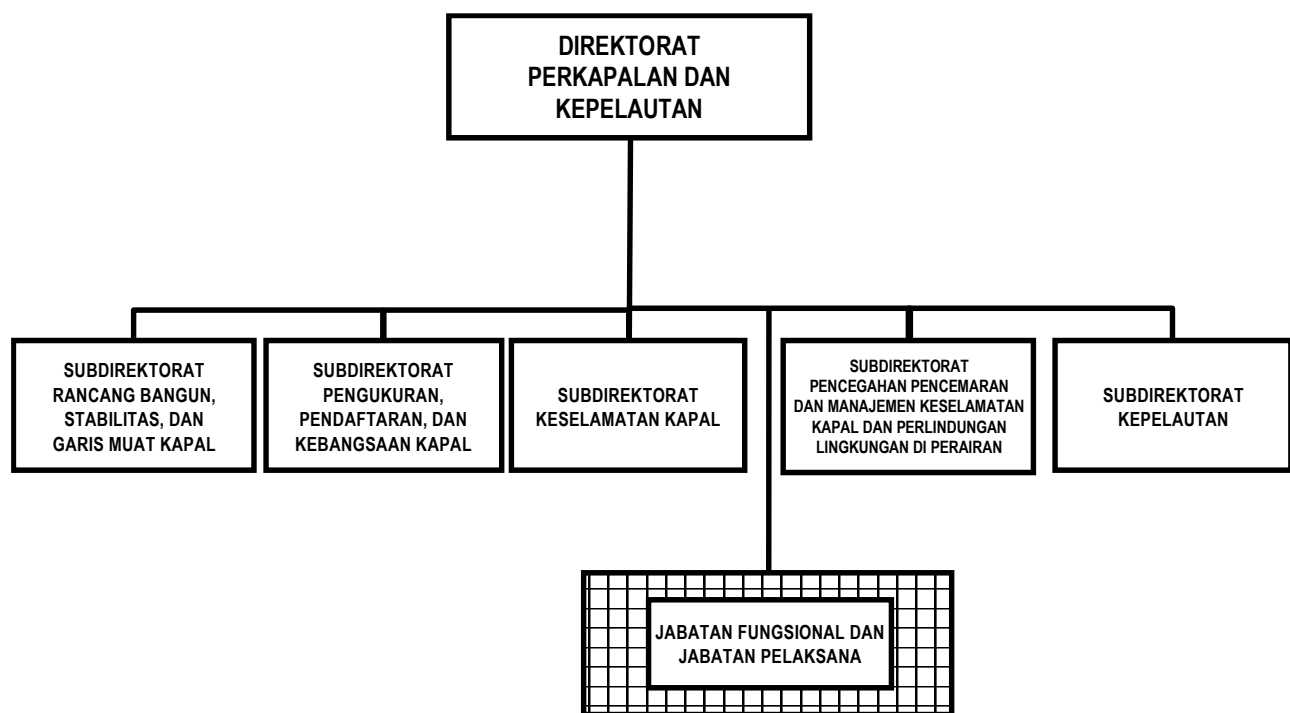 DIREKTORAT
PERKAPALAN DAN
KEPELAUTAN
SUBDIREKTORAT
RANCANG BANGUN,
STABILITAS, DAN
GARIS MUAT KAPAL
SUBDIREKTORAT
PENGUKURAN,
PENDAFTARAN, DAN
KEBANGSAAN KAPAL
SUBDIREKTORAT
KESELAMATAN KAPAL
SUBDIREKTORAT
PENCEGAHAN PENCEMARAN
DAN MANAJEMEN KESELAMATAN
KAPAL DAN PERLINDUNGAN
LINGKUNGAN DI PERAIRAN
SUBDIREKTORAT
KEPELAUTAN
JABATAN FUNGSIONAL DAN
JABATAN PELAKSANA